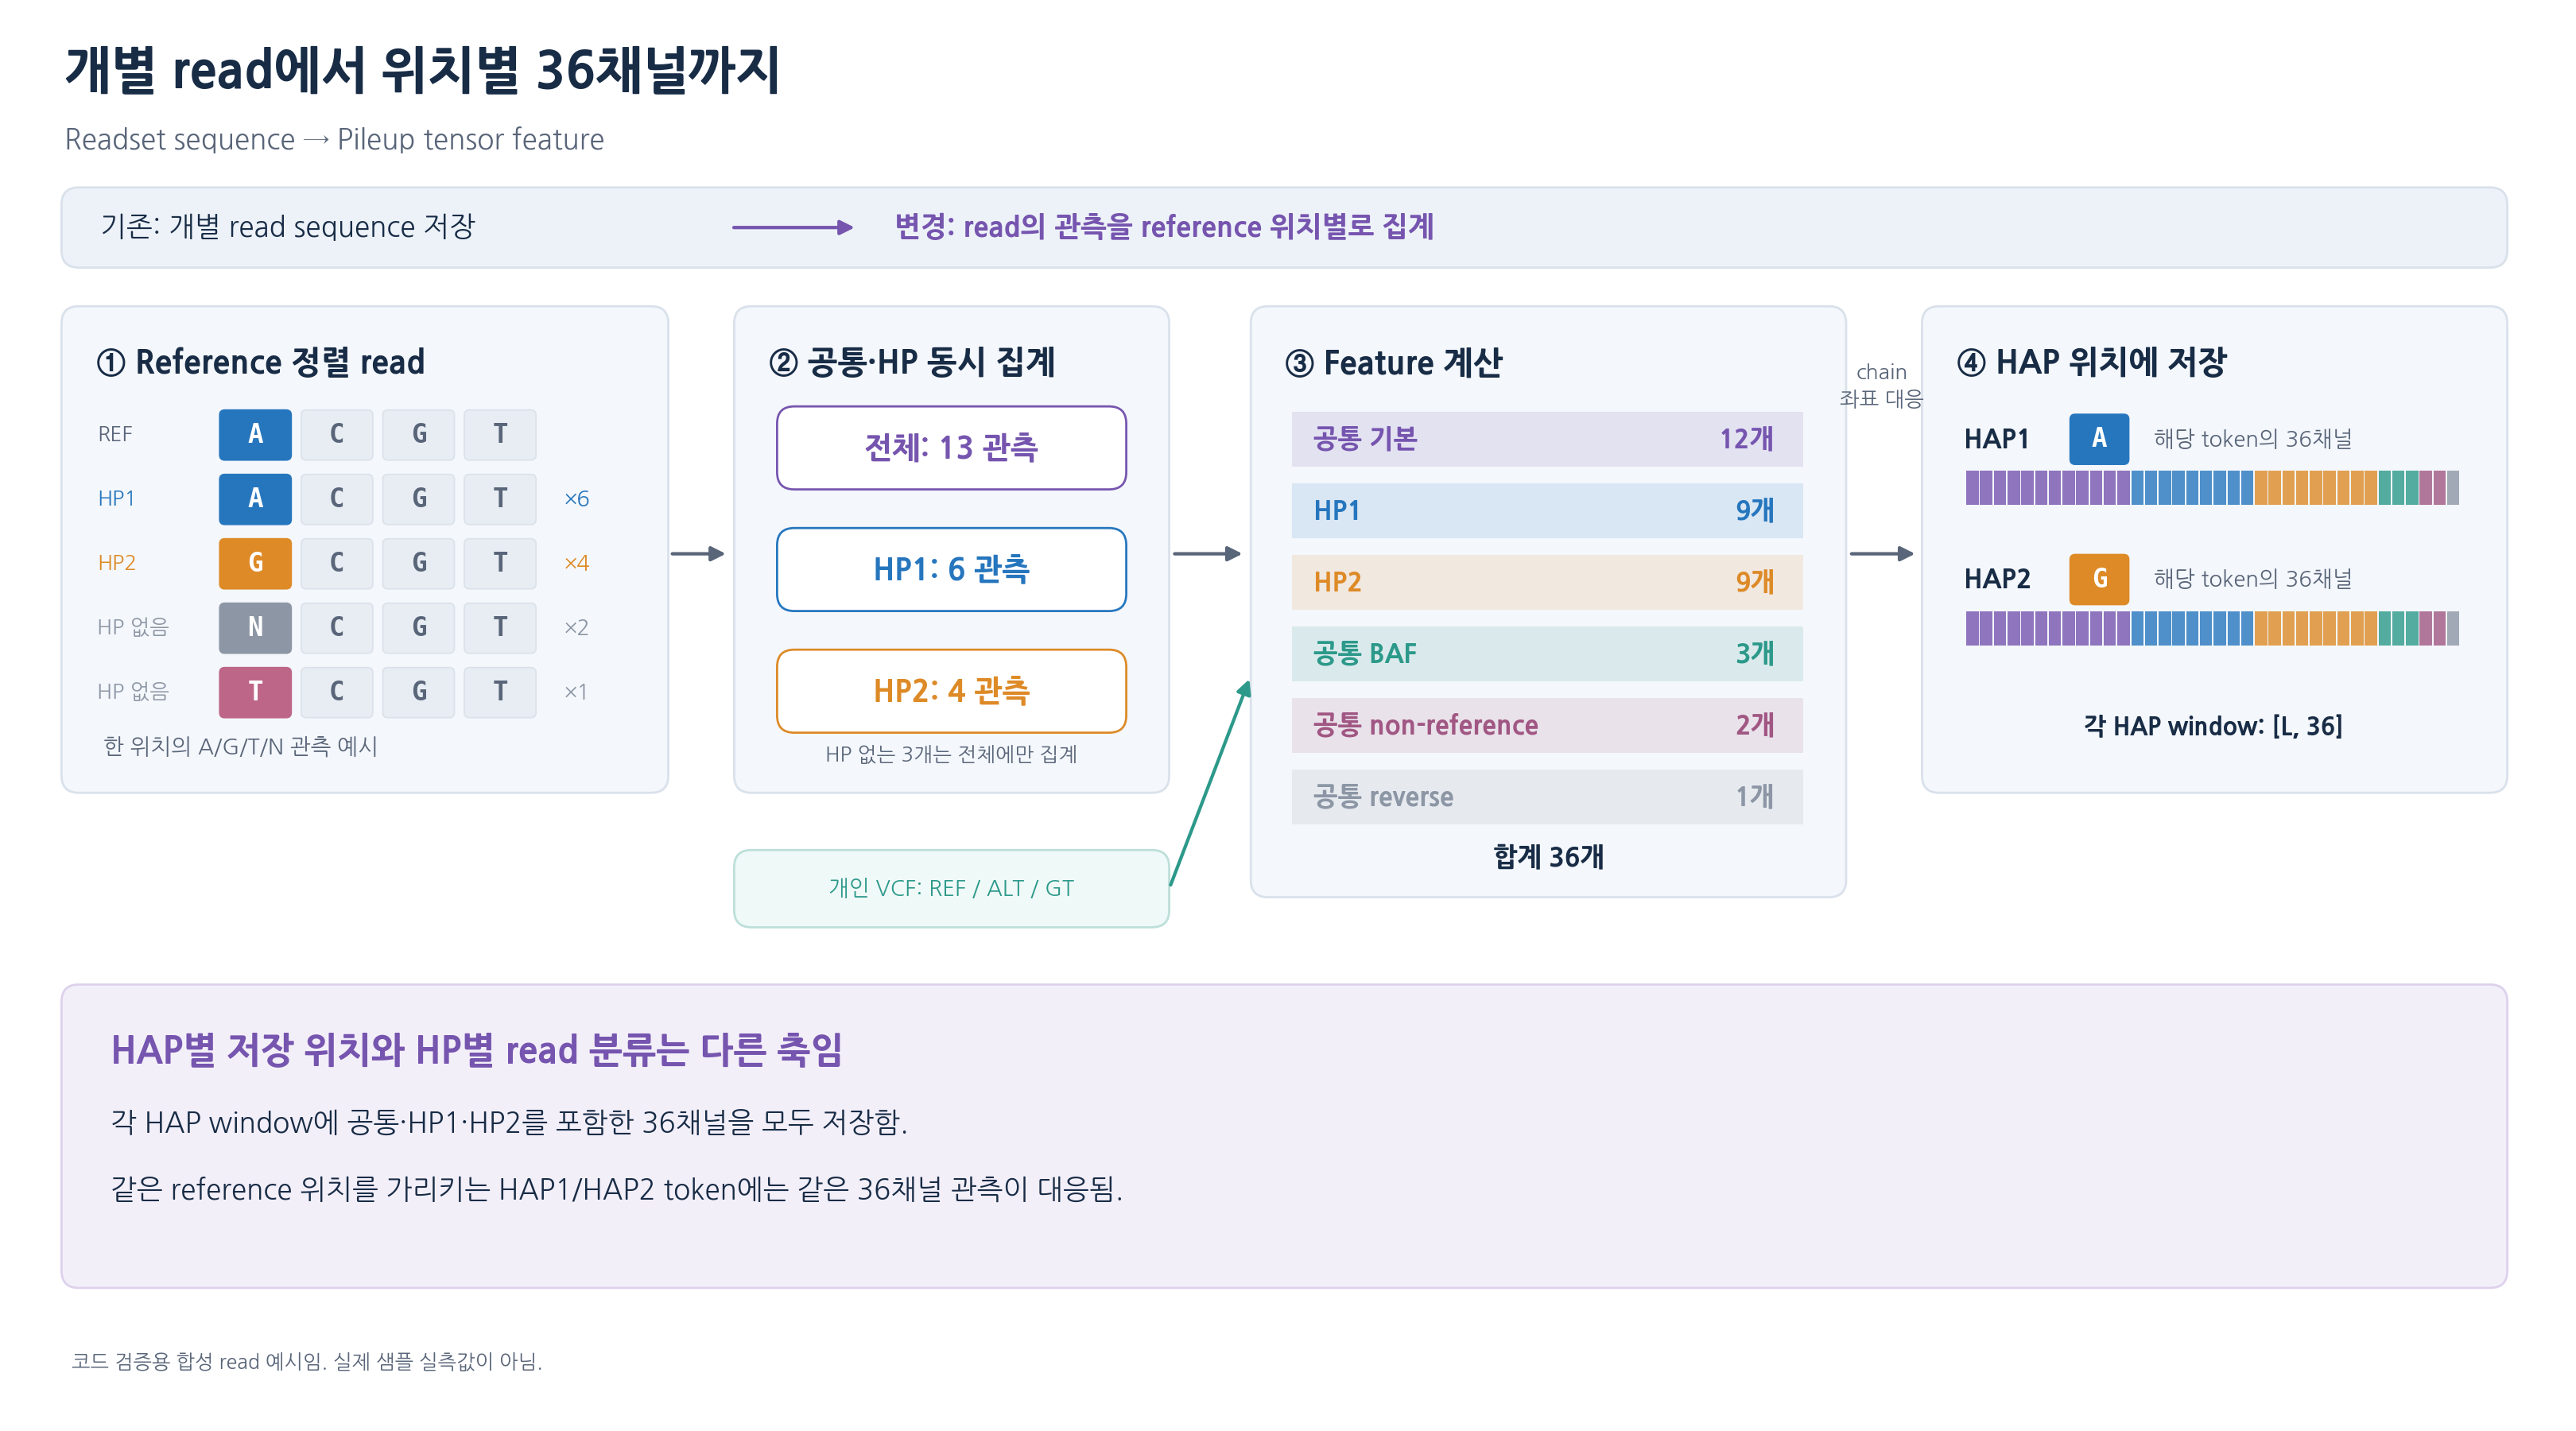 개별 read에서 위치별 36채널까지
Readset sequence → Pileup tensor feature
기존: 개별 read sequence 저장
변경: read의 관측을 reference 위치별로 집계
① Reference 정렬 read
REF A C G T
HP1 A C G T ×6
HP2 G C G T ×4
HP 없음 N C G T ×2
HP 없음 T C G T ×1
한 위치의 A/G/T/N 관측 예시
② 공통·HP 동시 집계
전체: 13 관측
HP1: 6 관측
HP2: 4 관측
HP 없는 3개는 전체에만 집계
개인 VCF: REF / ALT / GT
③ Feature 계산
공통 기본 12개
HP1 9개
HP2 9개
공통 BAF 3개
공통 non-reference 2개
공통 reverse 1개
합계 36개
chain
좌표 대응
④ HAP 위치에 저장
HAP1 A 해당 token의 36채널
HAP2 G 해당 token의 36채널
각 HAP window: [L, 36]
HAP별 저장 위치와 HP별 read 분류는 다른 축임
각 HAP window에 공통·HP1·HP2를 포함한 36채널을 모두 저장함.
같은 reference 위치를 가리키는 HAP1/HAP2 token에는 같은 36채널 관측이 대응됨.
코드 검증용 합성 read 예시임. 실제 샘플 실측값이 아님.